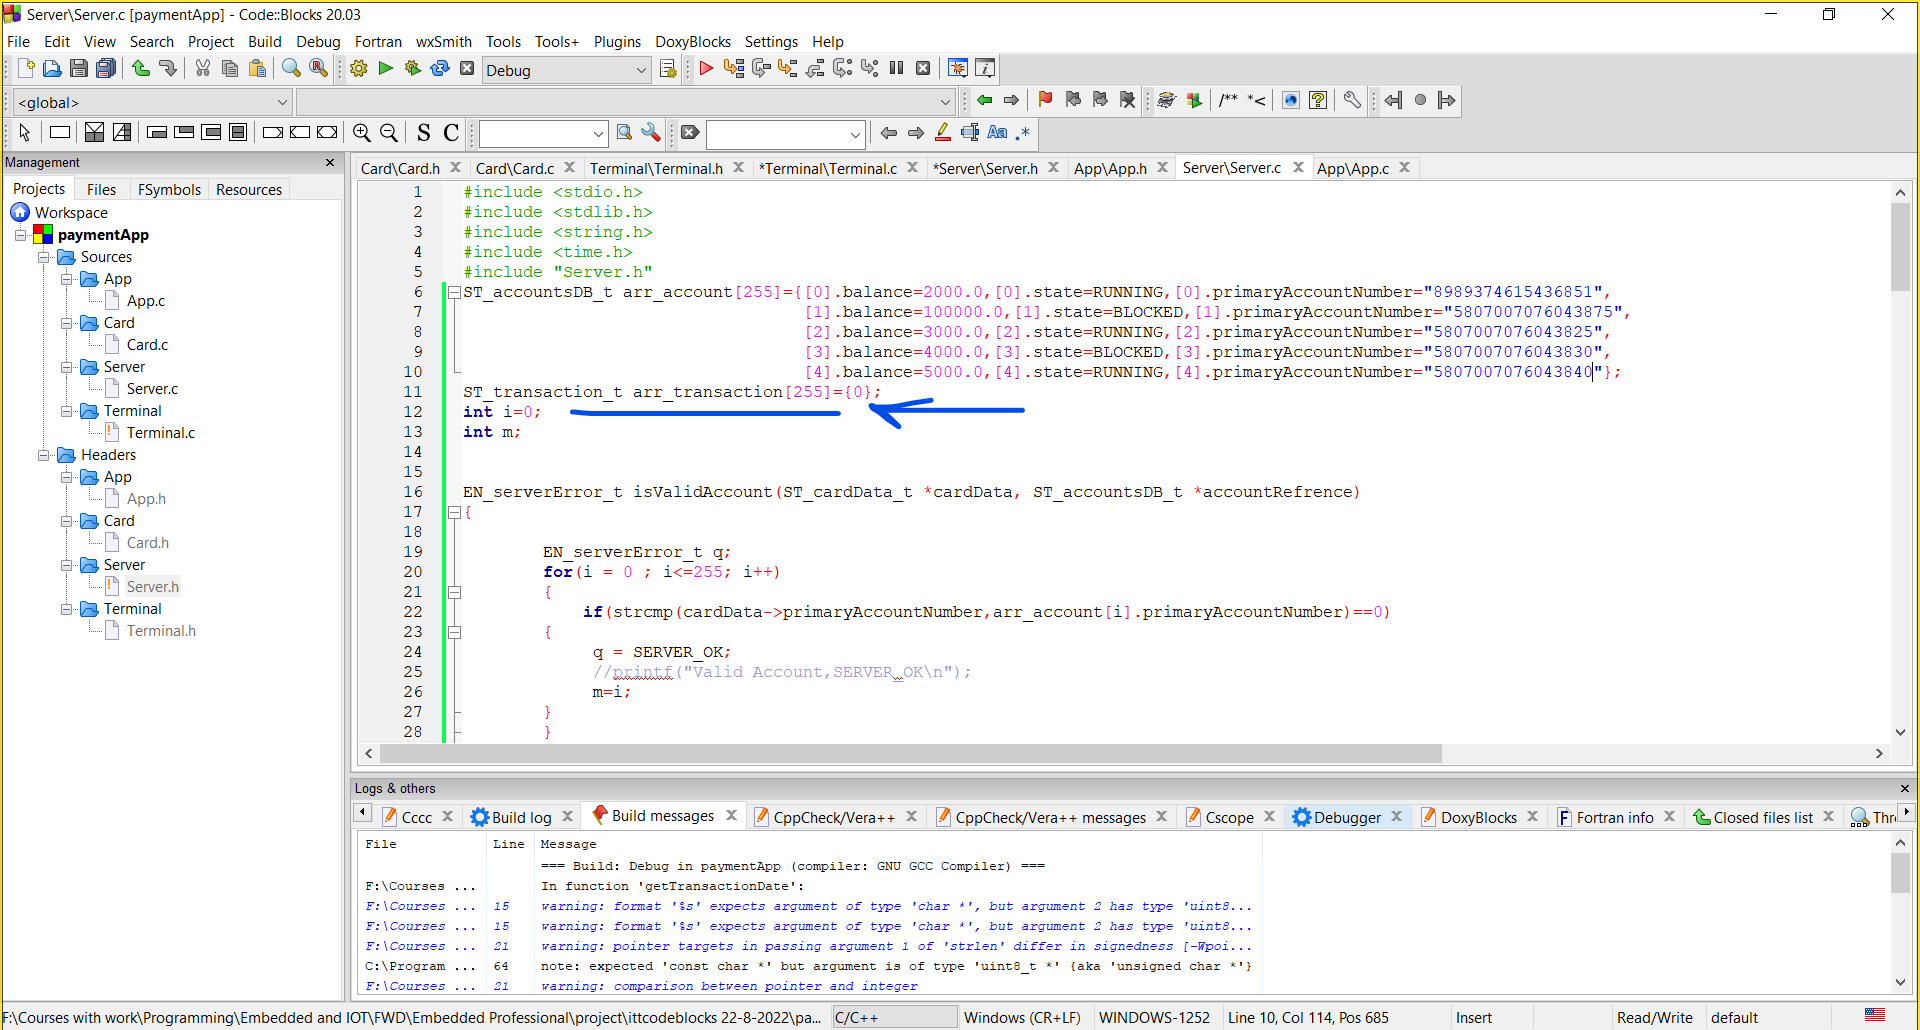 Server\Server.c [paymentApp] - Code::Blocks 20.03
File Edit View Search Project Build Debug Fortran wxSmith Tools Tools+ Plugins DoxyBlocks Settings Help
Debug
<global>
/** *<
S C
Aa .*
Management
Projects Files FSymbols Resources
Workspace
paymentApp
Sources
App
App.c
Card
Card.c
Server
Server.c
Terminal
Terminal.c
Headers
App
App.h
Card
Card.h
Server
Server.h
Terminal
Terminal.h
Card\Card.h Card\Card.c Terminal\Terminal.h *Terminal\Terminal.c *Server\Server.h App\App.h Server\Server.c App\App.c
1 #include <stdio.h>
2 #include <stdlib.h>
3 #include <string.h>
4 #include <time.h>
5 #include "Server.h"
6 ST_accountsDB_t arr_account[255]={[0].balance=2000.0,[0].state=RUNNING,[0].primaryAccountNumber="8989374615436851",
7 [1].balance=100000.0,[1].state=BLOCKED,[1].primaryAccountNumber="5807007076043875",
8 [2].balance=3000.0,[2].state=RUNNING,[2].primaryAccountNumber="5807007076043825",
9 [3].balance=4000.0,[3].state=BLOCKED,[3].primaryAccountNumber="5807007076043830",
10 [4].balance=5000.0,[4].state=RUNNING,[4].primaryAccountNumber="5807007076043840"};
11 ST_transaction_t arr_transaction[255]={0};
12 int i=0;
13 int m;
14
15
16 EN_serverError_t isValidAccount(ST_cardData_t *cardData, ST_accountsDB_t *accountRefrence)
17 {
18
19 EN_serverError_t q;
20 for(i = 0 ; i<=255; i++)
21 {
22 if(strcmp(cardData->primaryAccountNumber,arr_account[i].primaryAccountNumber)==0)
23 {
24 q = SERVER_OK;
25 //printf("Valid Account,SERVER_OK\n");
26 m=i;
27 }
28 }
Logs & others
Cccc Build log Build messages CppCheck/Vera++ CppCheck/Vera++ messages Cscope Debugger DoxyBlocks Fortran info Closed files list Thr
File Line Message
=== Build: Debug in paymentApp (compiler: GNU GCC Compiler) ===
F:\Courses ... In function 'getTransactionDate':
F:\Courses ... 15 warning: format '%s' expects argument of type 'char *', but argument 2 has type 'uint8...
F:\Courses ... 15 warning: format '%s' expects argument of type 'char *', but argument 2 has type 'uint8...
F:\Courses ... 21 warning: pointer targets in passing argument 1 of 'strlen' differ in signedness [-Wpoi...
C:\Program ... 64 note: expected 'const char *' but argument is of type 'uint8_t *' {aka 'unsigned char *'}
F:\Courses ... 21 warning: comparison between pointer and integer
F:\Courses with work\Programming\Embedded and IOT\FWD\Embedded Professional\project\ittcodeblocks 22-8-2022\pa... C/C++ Windows (CR+LF) WINDOWS-1252 Line 10, Col 114, Pos 685 Insert Read/Write default